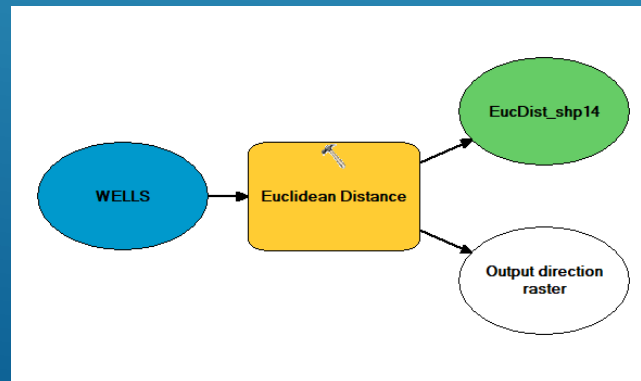 WELLS
Euclidean Distance
EucDist_shp14
Output direction
raster